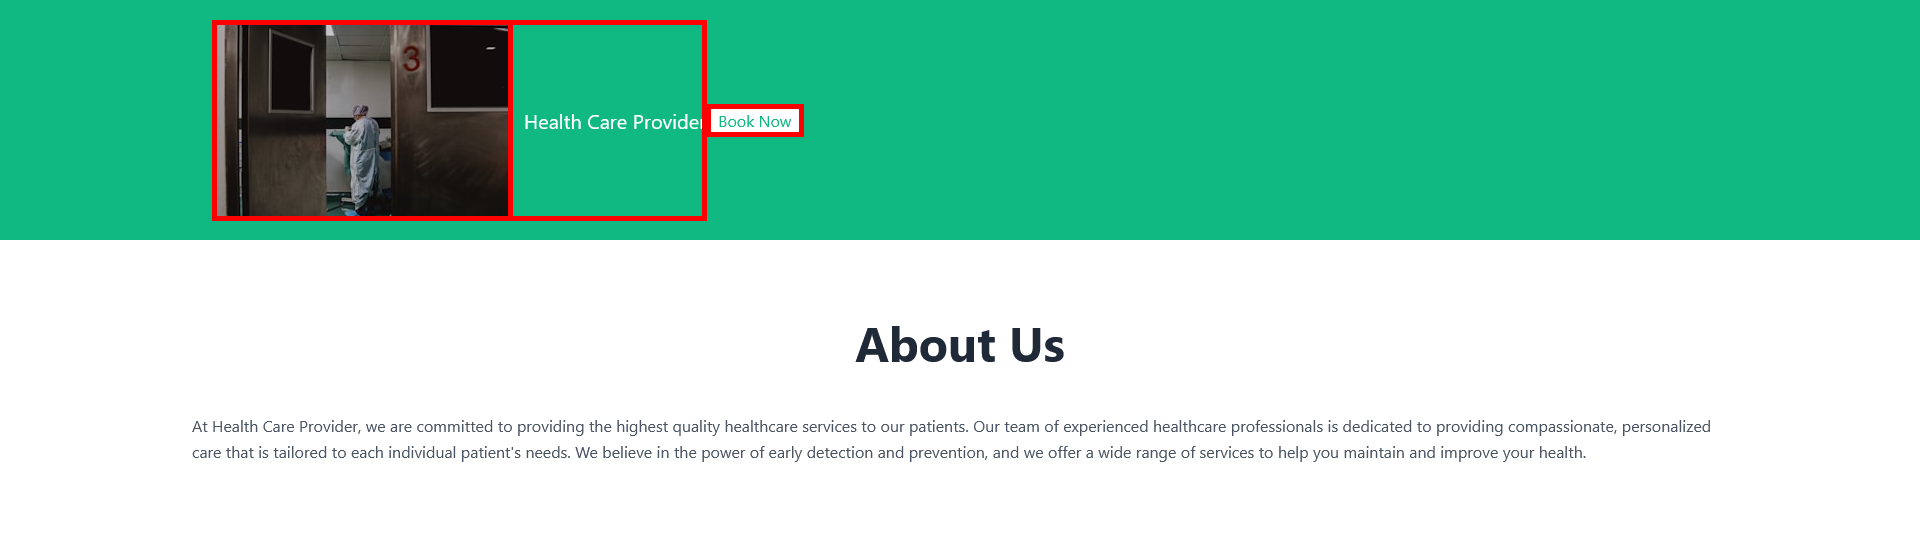 3
Health Care Provider
Book Now
About Us
At Health Care Provider, we are committed to providing the highest quality healthcare services to our patients. Our team of experienced healthcare professionals is dedicated to providing compassionate, personalized
care that is tailored to each individual patient's needs. We believe in the power of early detection and prevention, and we offer a wide range of services to help you maintain and improve your health.